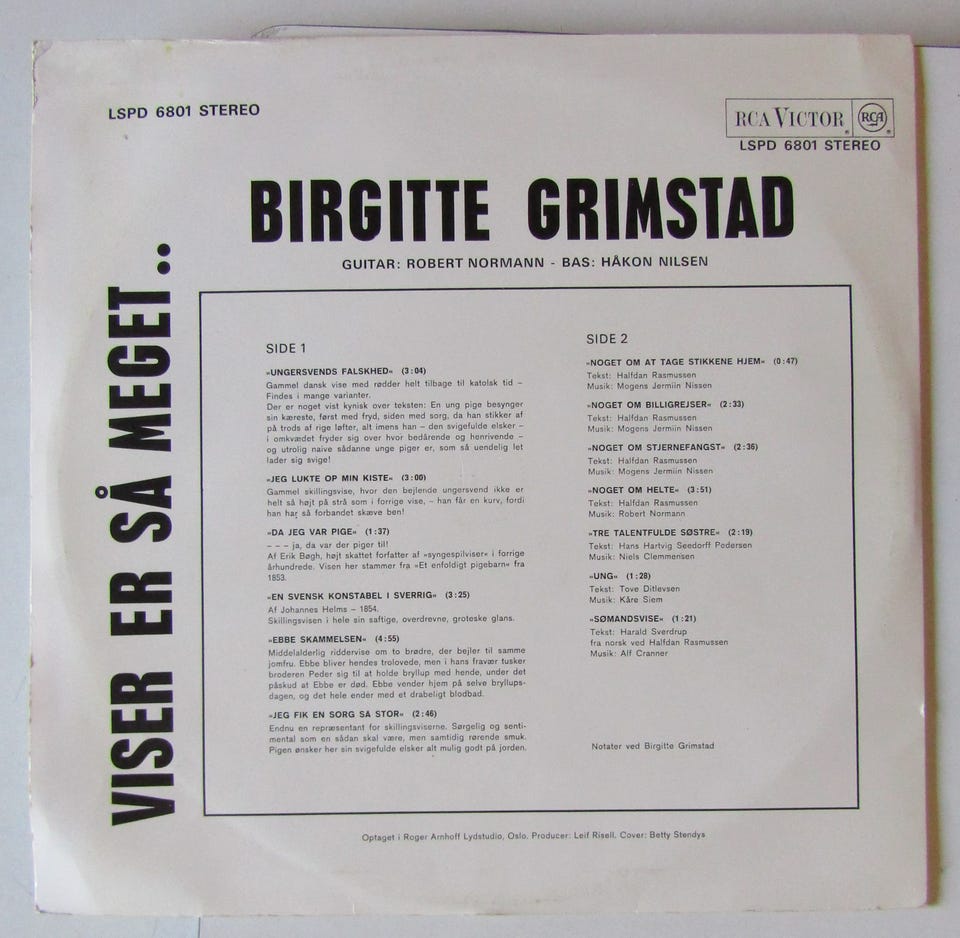 LSPD 6801 STEREO
RCA VICTOR RCA
LSPD 6801 STEREO
BIRGITTE GRIMSTAD
GUITAR: ROBERT NORMANN - BAS: HÅKON NILSEN
VISER ER SÅ MEGET..
SIDE 1
»UNGERSVENDS FALSKHED« (3:04)
Gammel dansk vise med rødder helt tilbage til katolsk tid –
Findes i mange varianter.
Der er noget vist kynisk over teksten: En ung pige besynger
sin kæreste, først med fryd, siden med sorg, da han stikker af
på trods af rige løfter, alt imens han – den svigefulde elsker –
i omkvædet fryder sig over hvor bedårende og henrivende –
og utrolig naive sådanne unge piger er, som så uendelig let
lader sig svige!
»JEG LUKTE OP MIN KISTE« (3:00)
Gammel skillingsvise, hvor den bejlende ungersvend ikke er
helt så højt på strå som i forrige vise, – han får en kurv, fordi
han har så forbandet skæve ben!
»DA JEG VAR PIGE« (1:37)
– – – ja, da var der piger til!
Af Erik Bøgh, højt skattet forfatter af »syngespilviser« i forrige
århundrede. Visen her stammer fra »Et enfoldigt pigebarn« fra
1853.
»EN SVENSK KONSTABEL I SVERRIG« (3:25)
Af Johannes Helms – 1854.
Skillingsvisen i hele sin saftige, overdrevne, groteske glans.
»EBBE SKAMMELSEN« (4:55)
Middelalderlig riddervise om to brødre, der bejler til samme
jomfru. Ebbe bliver hendes trolovede, men i hans fravær tusker
broderen Peder sig til at holde bryllup med hende, under det
påskud at Ebbe er død. Ebbe vender hjem på selve bryllups-
dagen, og det hele ender med et drabeligt blodbad.
»JEG FIK EN SORG SÅ STOR« (2:46)
Endnu en repræsentant for skillingsviserne. Sørgelig og senti-
mental som en sådan skal være, men samtidig rørende smuk.
Pigen ønsker her sin svigefulde elsker alt mulig godt på jorden.
SIDE 2
»NOGET OM AT TAGE STIKKENE HJEM« (0:47)
Tekst: Halfdan Rasmussen
Musik: Mogens Jermiin Nissen
»NOGET OM BILLIGREJSER« (2:33)
Tekst: Halfdan Rasmussen
Musik: Mogens Jermiin Nissen
»NOGET OM STJERNEFANGST« (2:36)
Tekst: Halfdan Rasmussen
Musik: Mogens Jermiin Nissen
»NOGET OM HELTE« (3:51)
Tekst: Halfdan Rasmussen
Musik: Robert Normann
»TRE TALENTFULDE SØSTRE« (2:19)
Tekst: Hans Hartvig Seedorff Pedersen
Musik: Niels Clemmensen
»UNG« (1:28)
Tekst: Tove Ditlevsen
Musik: Kåre Siem
»SØMANDSVISE« (1:21)
Tekst: Harald Sverdrup
fra norsk ved Halfdan Rasmussen
Musik: Alf Cranner
Notater ved Birgitte Grimstad
Optaget i Roger Arnhoff Lydstudio, Oslo. Producer: Leif Risell. Cover: Betty Stendys